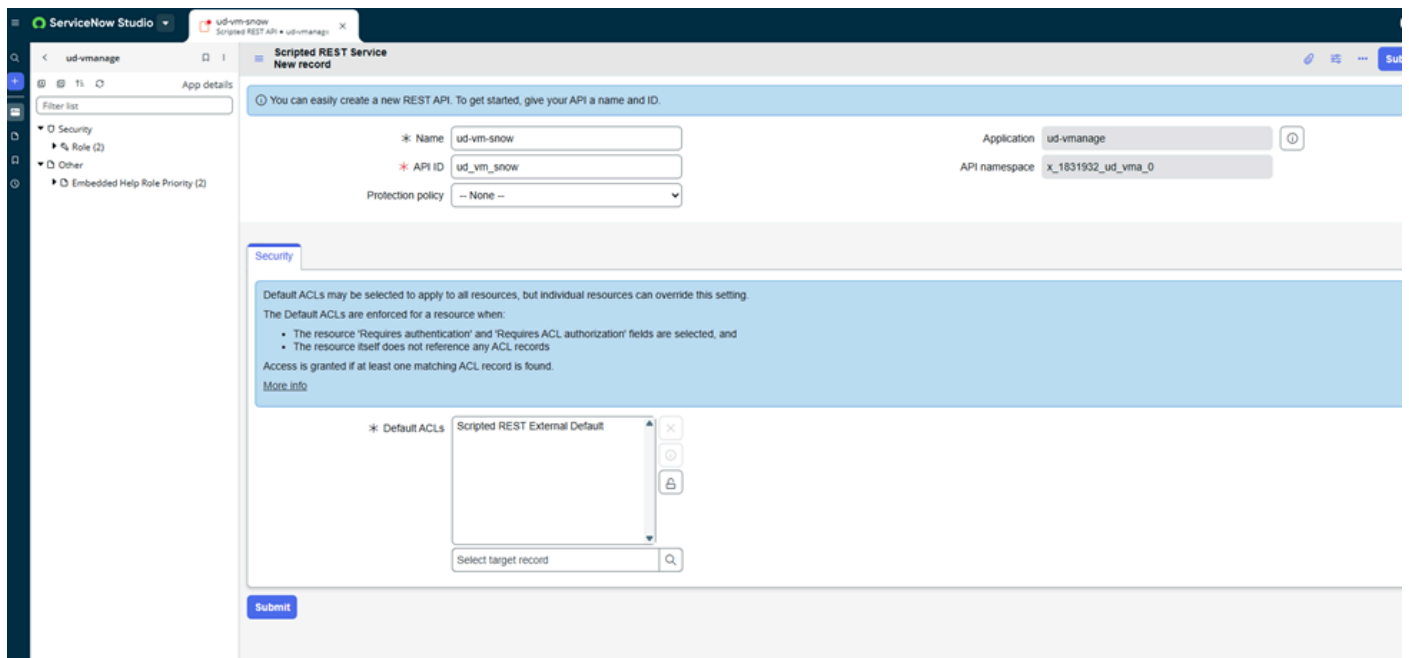 ServiceNow Studio
ud-vm-snow
Scripted REST API • ud-vmanage
ud-vmanage
App details
Filter list
Security
Role (2)
Other
Embedded Help Role Priority (2)
Scripted REST Service
New record
Sub
You can easily create a new REST API. To get started, give your API a name and ID.
Name ud-vm-snow
Application ud-vmanage
API ID ud_vm_snow
API namespace x_1831932_ud_vma_0
Protection policy -- None --
Security
Default ACLs may be selected to apply to all resources, but individual resources can override this setting.
The Default ACLs are enforced for a resource when:
• The resource 'Requires authentication' and 'Requires ACL authorization' fields are selected, and
• The resource itself does not reference any ACL records
Access is granted if at least one matching ACL record is found.
More info
Default ACLs Scripted REST External Default
Select target record
Submit